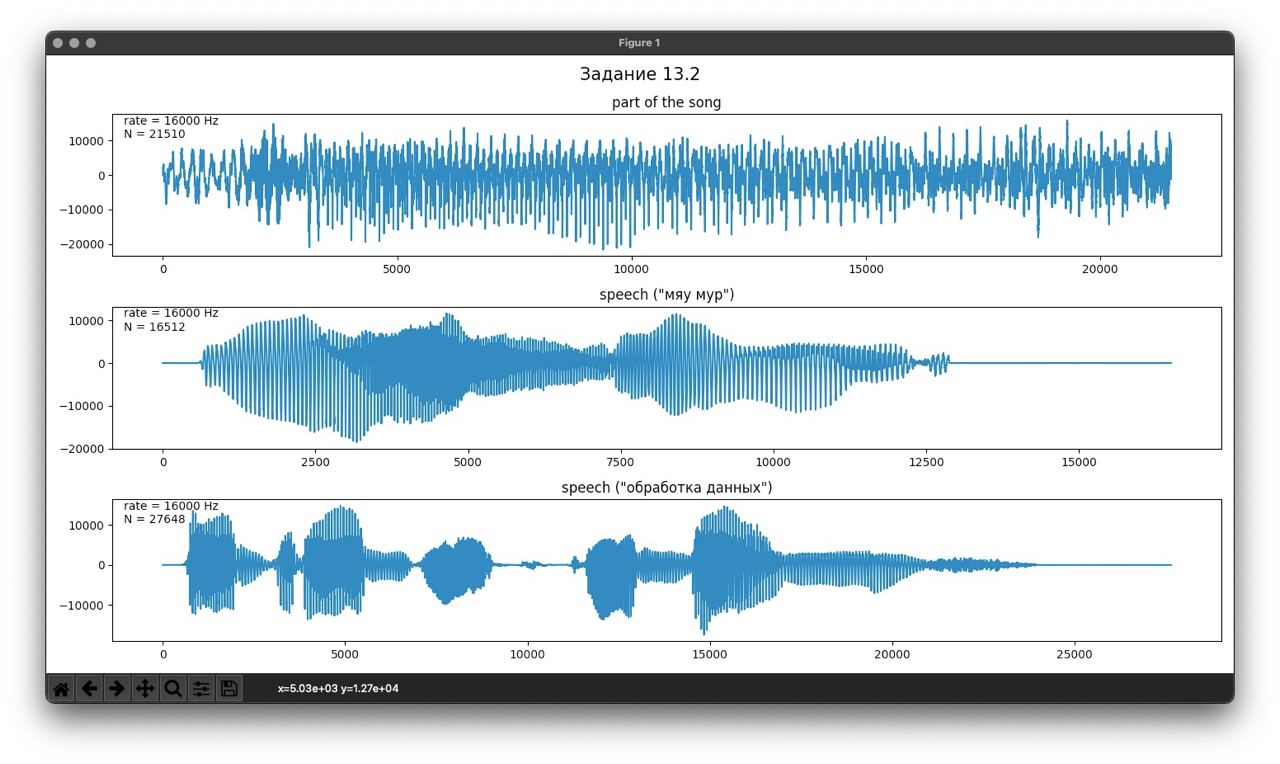 Figure 1
Задание 13.2
part of the song
rate = 16000 Hz
N = 21510
10000
0
−10000
−20000
0 5000 10000 15000 20000
speech ("мяу мур")
rate = 16000 Hz
N = 16512
10000
0
−10000
−20000
0 2500 5000 7500 10000 12500 15000
speech ("обработка данных")
rate = 16000 Hz
N = 27648
10000
0
−10000
0 5000 10000 15000 20000 25000
x=5.03e+03 y=1.27e+04